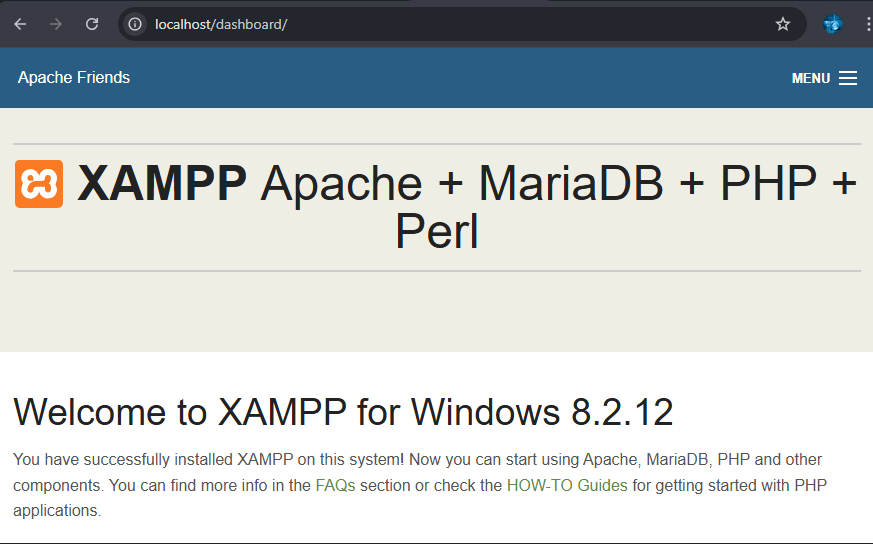 localhost/dashboard/
Apache Friends
MENU
XAMPP Apache + MariaDB + PHP +
Perl
Welcome to XAMPP for Windows 8.2.12
You have successfully installed XAMPP on this system! Now you can start using Apache, MariaDB, PHP and other
components. You can find more info in the FAQs section or check the HOW-TO Guides for getting started with PHP
applications.